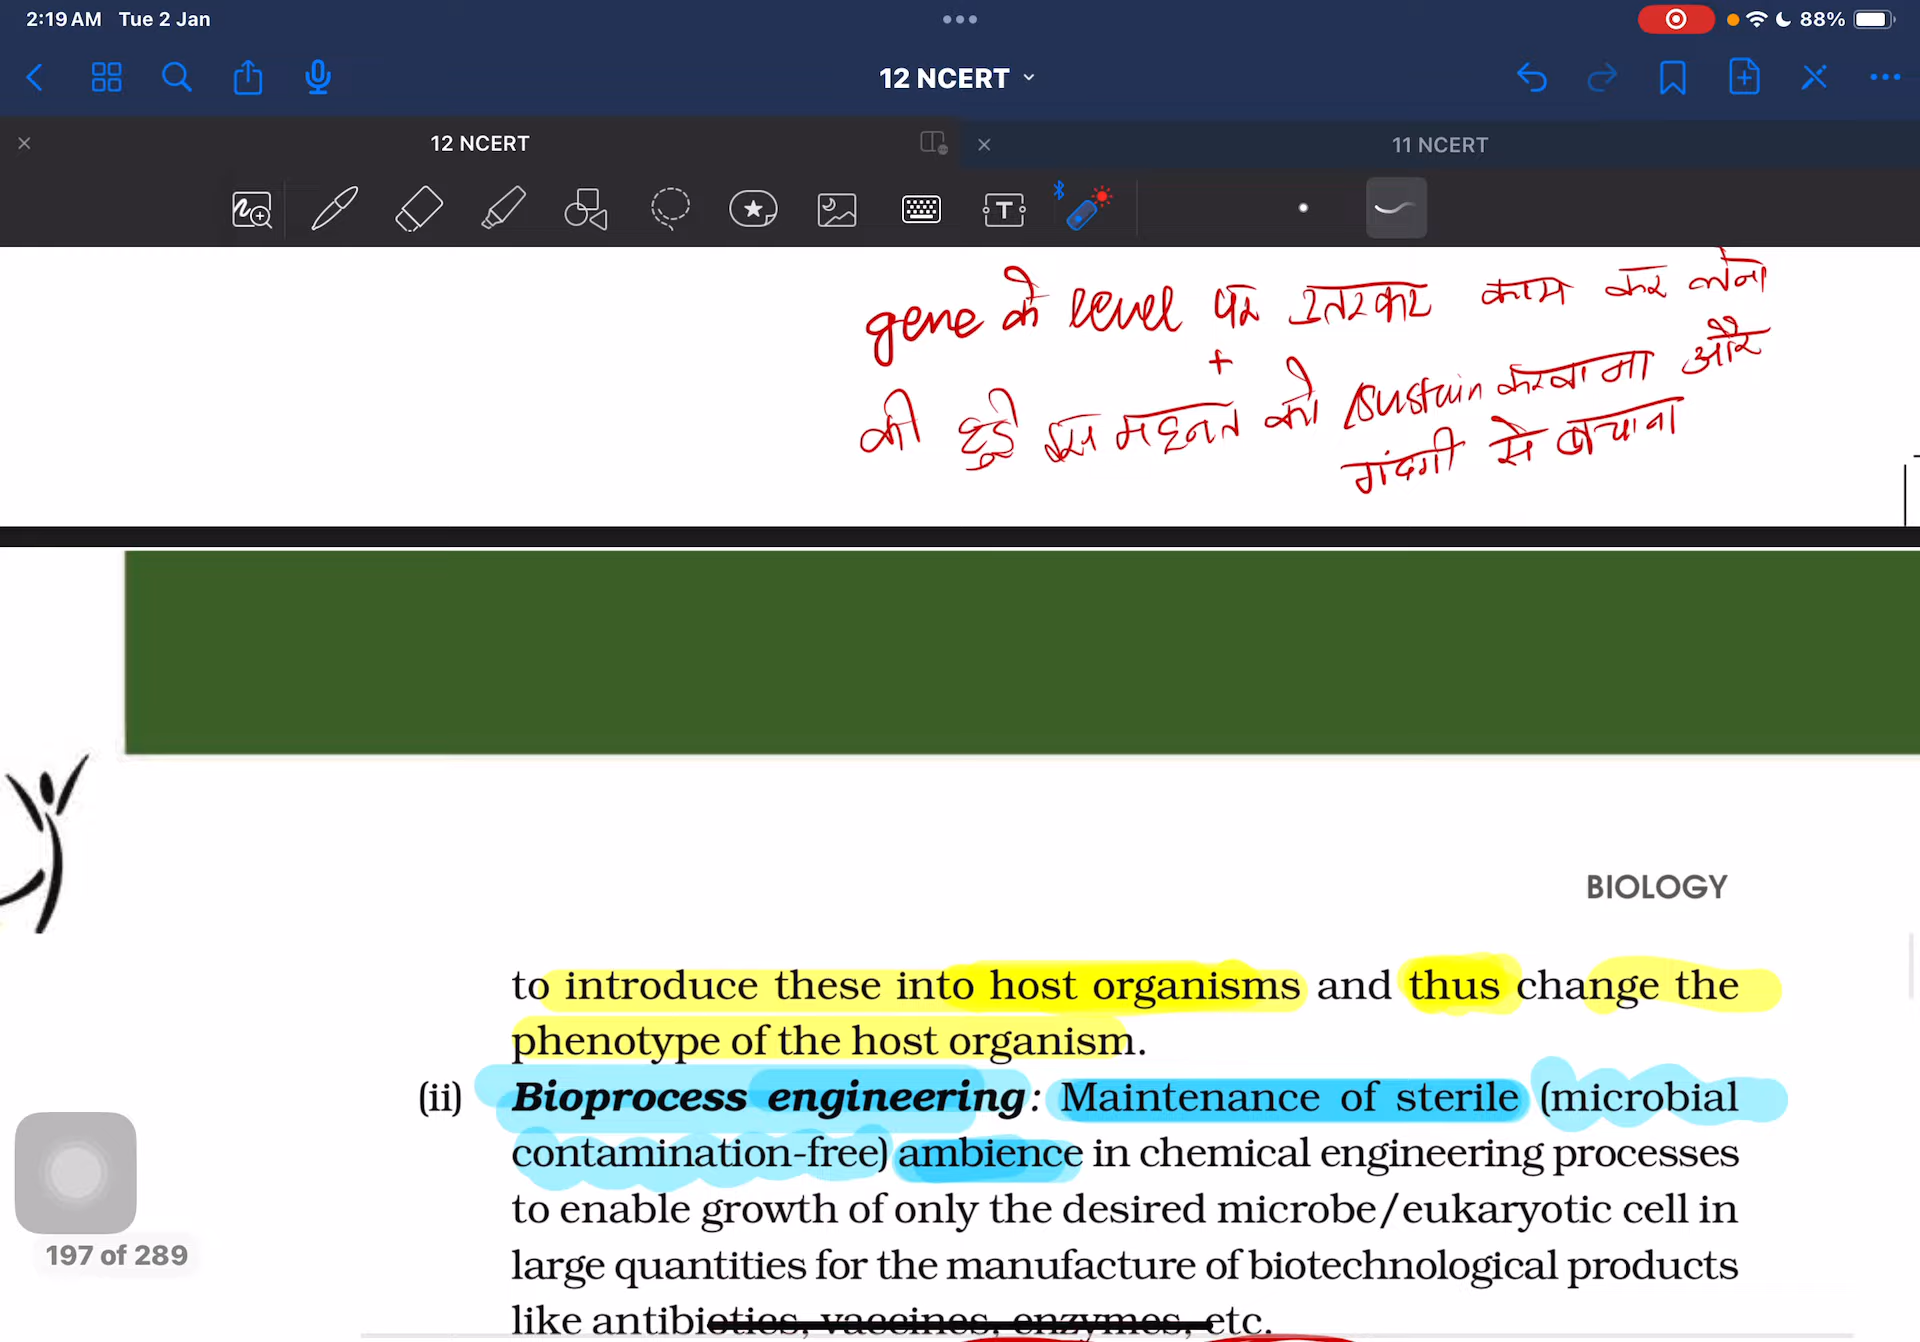 2:19 AM Tue 2 Jan
88%
12 NCERT
12 NCERT
11 NCERT
gene के level पर उतरकर काम कर लेना
+
की हुई इस महनत को sustain करवाना और
गंदगी से बचाना
BIOLOGY
to introduce these into host organisms and thus change the
phenotype of the host organism.
(ii) Bioprocess engineering: Maintenance of sterile (microbial
contamination-free) ambience in chemical engineering processes
to enable growth of only the desired microbe/eukaryotic cell in
large quantities for the manufacture of biotechnological products
like antibiotics, vaccines, enzymes, etc.
197 of 289